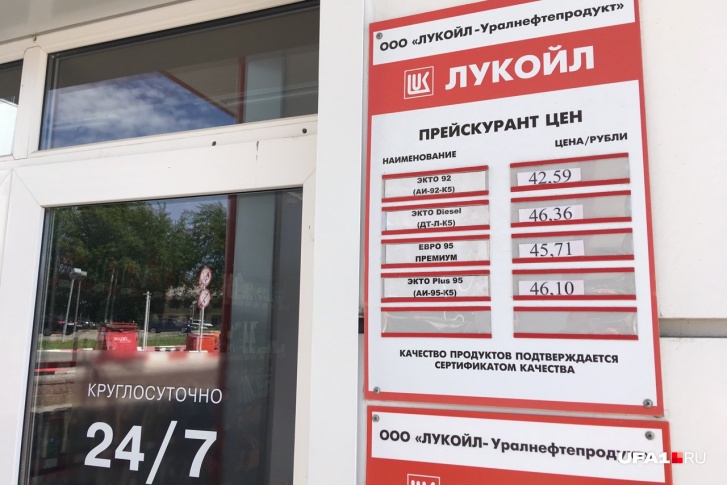 ООО «ЛУКОЙЛ-Уралнефтепродукт»
LUK ЛУКОЙЛ
ПРЕЙСКУРАНТ ЦЕН
НАИМЕНОВАНИЕ ЦЕНА/РУБЛИ
ЭКТО 92
(АИ-92-К5)
42,59
ЭКТО Diesel
(ДТ-Л-К5)
46,36
ЕВРО 95
ПРЕМИУМ
45,71
ЭКТО Plus 95
(АИ-95-К5)
46,10
КАЧЕСТВО ПРОДУКТОВ ПОДТВЕРЖДАЕТСЯ
СЕРТИФИКАТОМ КАЧЕСТВА
КРУГЛОСУТОЧНО
24/7
ООО «ЛУКОЙЛ-Уралнефтепродукт»
UFA1.RU